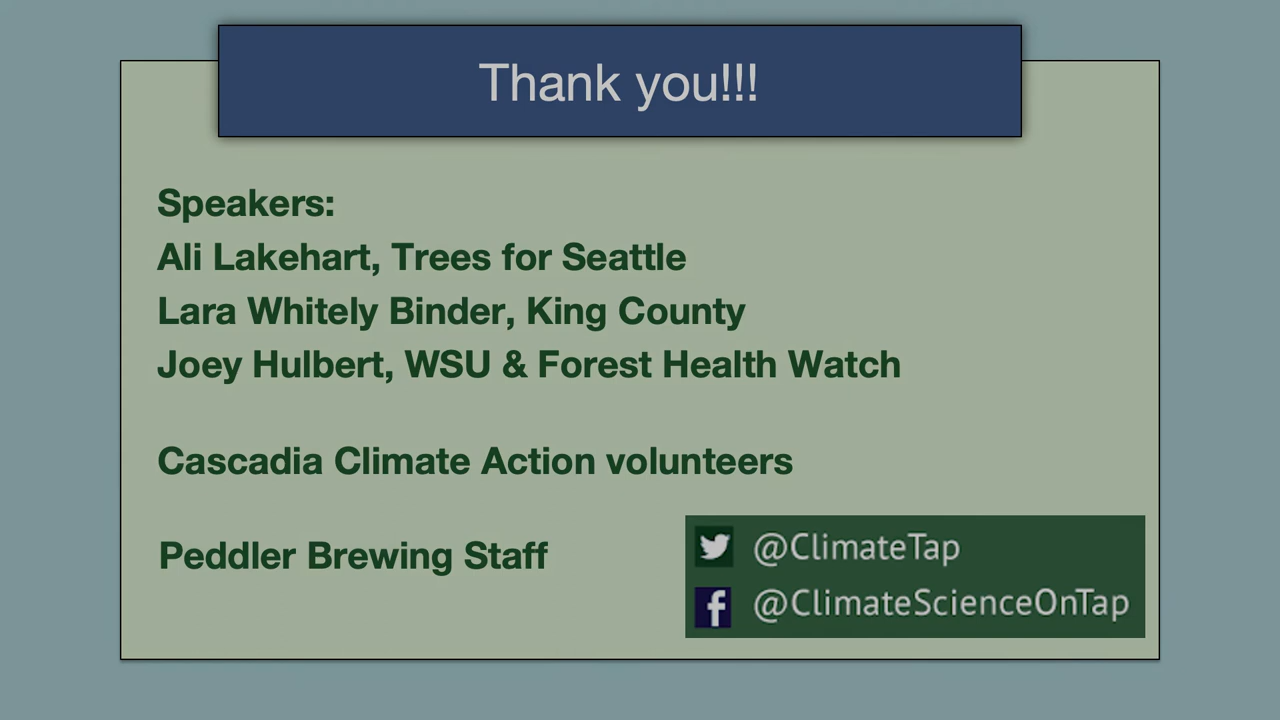 Thank you!!!
Speakers:
Ali Lakehart, Trees for Seattle
Lara Whitely Binder, King County
Joey Hulbert, WSU & Forest Health Watch
Cascadia Climate Action volunteers
Peddler Brewing Staff
@ClimateTap
@ClimateScienceOnTap